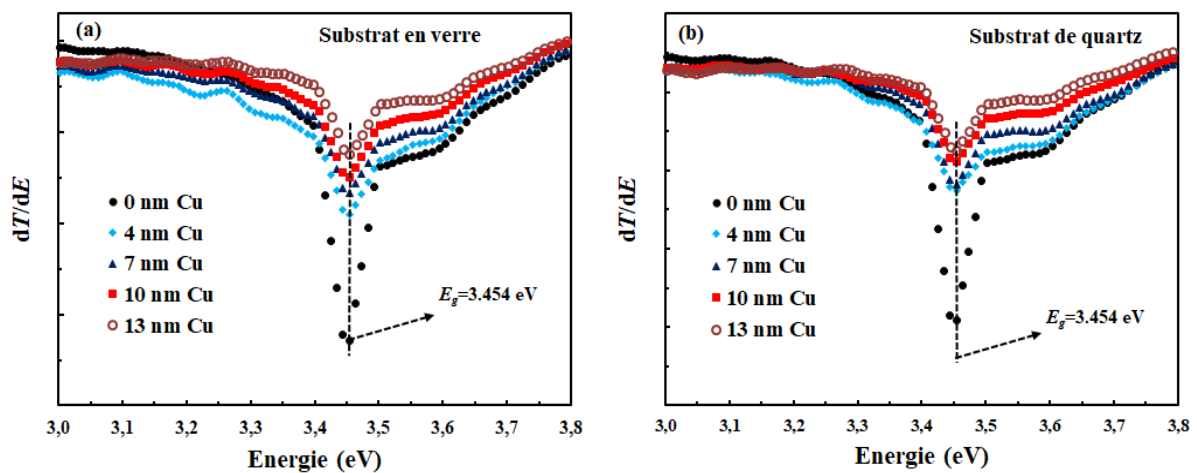 (a)
Substrat en verre
dT/dE
0 nm Cu
4 nm Cu
7 nm Cu
10 nm Cu
13 nm Cu
Eg=3.454 eV
3,0 3,1 3,2 3,3 3,4 3,5 3,6 3,7 3,8
Energie (eV)
(b)
Substrat de quartz
dT/dE
0 nm Cu
4 nm Cu
7 nm Cu
10 nm Cu
13 nm Cu
Eg=3.454 eV
3,0 3,1 3,2 3,3 3,4 3,5 3,6 3,7 3,8
Energie (eV)